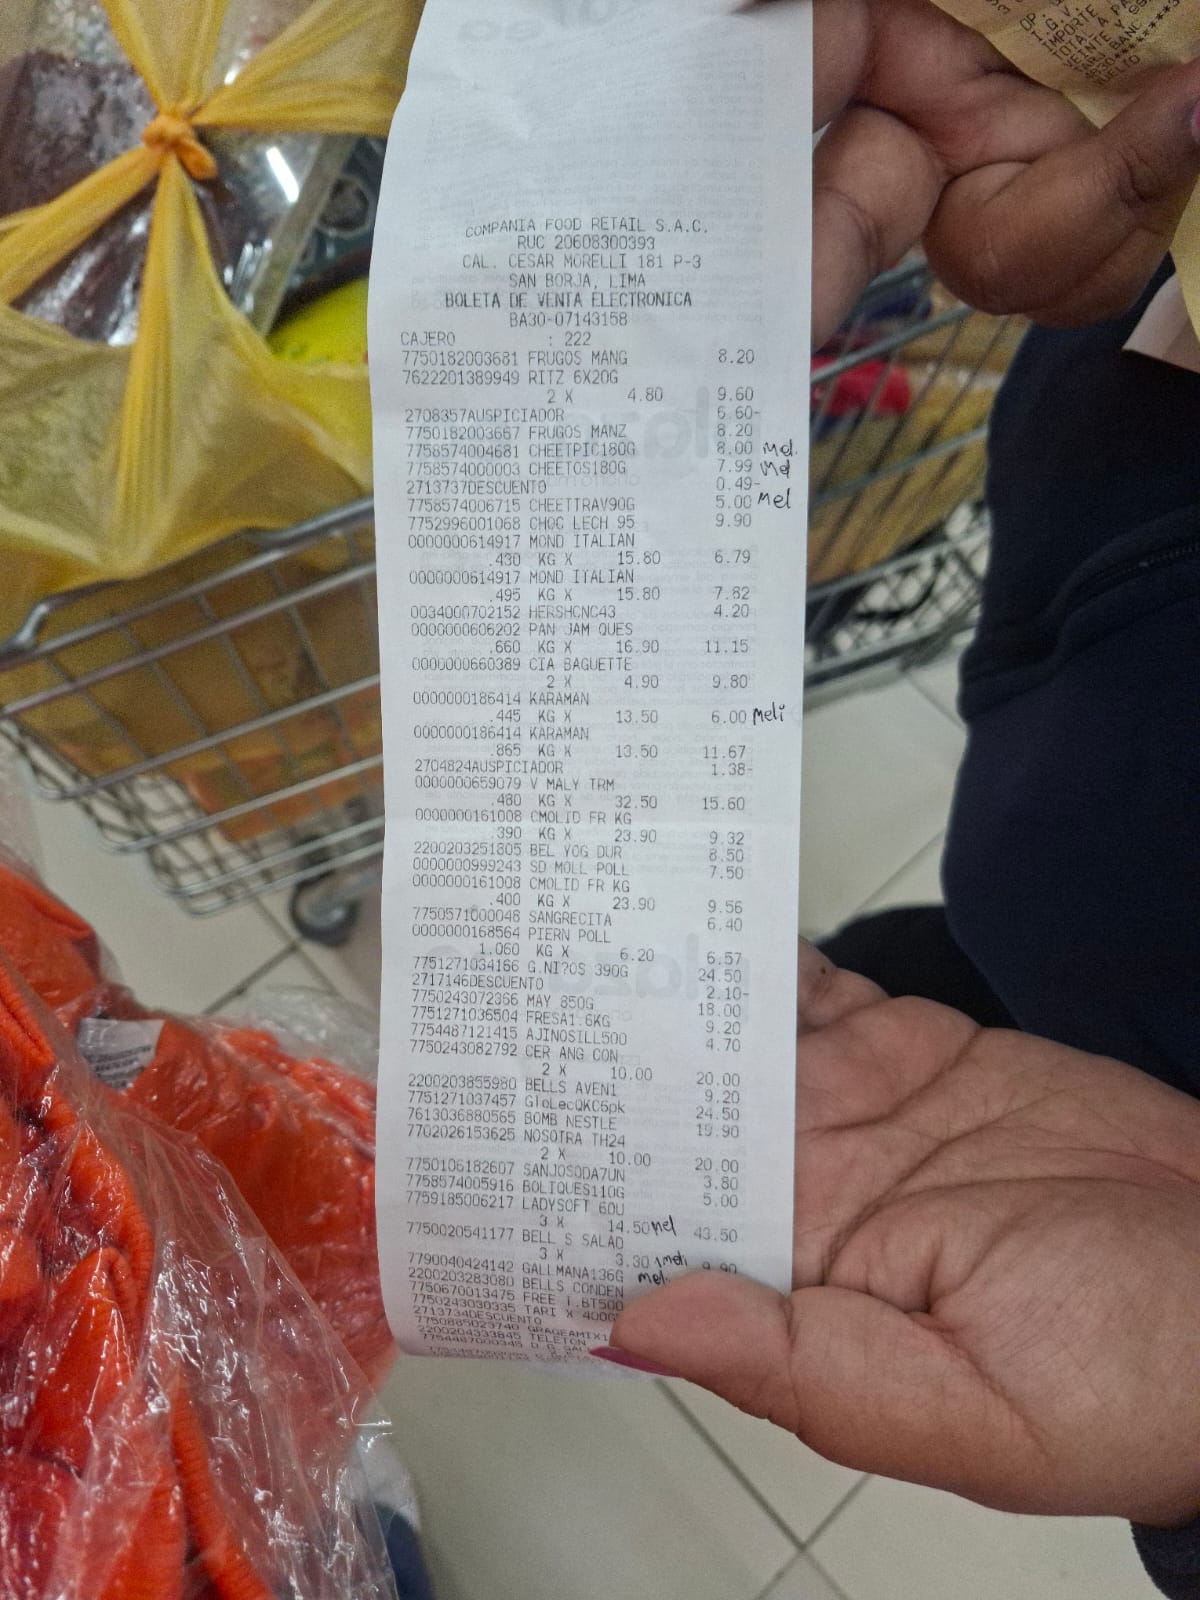 COMPANIA FOOD RETAIL S.A.C.
RUC 20608300393
CAL. CESAR MORELLI 181 P-3
SAN BORJA, LIMA
BOLETA DE VENTA ELECTRONICA
BA30-07143158
CAJERO : 222
7750182003681 FRUGOS MANG 8.20
7622201389949 RITZ 6X20G
2 X 4.80 9.60
2708357AUSPICIADOR 6.60-
7750182003667 FRUGOS MANZ 8.20
7758574004681 CHEETPIC180G 8.00 Mel.
7758574000003 CHEETOS180G 7.99 Mel
2713737DESCUENTO 0.49-
7758574006715 CHEETTRAV90G 5.00 Mel
7752996001068 CHOC LECH 95 9.90
0000000614917 MOND ITALIAN
.430 KG X 15.80 6.79
0000000614917 MOND ITALIAN
.495 KG X 15.80 7.82
0034000702152 HERSHCNC43 4.20
0000000606202 PAN JAM QUES
.660 KG X 16.90 11.15
0000000660389 CIA BAGUETTE
2 X 4.90 9.80
0000000186414 KARAMAN
.445 KG X 13.50 6.00 Meli
0000000186414 KARAMAN
.865 KG X 13.50 11.67
2704824AUSPICIADOR 1.38-
0000000659079 V MALY TRM
.480 KG X 32.50 15.60
0000000161008 CMOLID FR KG
.390 KG X 23.90 9.32
2200203251805 BEL YOG DUR 8.50
0000000999243 SD MOLL POLL 7.50
0000000161008 CMOLID FR KG
.400 KG X 23.90 9.56
7750571000048 SANGRECITA 6.40
0000000168564 PIERN POLL
1.060 KG X 6.20 6.57
7751271034166 G.NI?OS 390G 24.50
2717146DESCUENTO 2.10-
7750243072366 MAY 850G 18.00
7751271036504 FRESA1.6KG 9.20
7754487121415 AJINOSILL500 4.70
7750243082792 CER ANG CON
2 X 10.00 20.00
2200203855980 BELLS AVEN1 9.20
7751271037457 GloLecQKC6pk 24.50
7613036880565 BOMB NESTLE 19.90
7702026153625 NOSOTRA TH24
2 X 10.00 20.00
7750106182607 SANJOSODA7UN 3.80
7758574005916 BOLIQUES110G 5.00
7759185006217 LADYSOFT 60U
3 X 14.50 mel 43.50
7750020541177 BELL S SALAD
3 X 3.30 1meli 9.90
7790040424142 GALLMANA136G mel.
2200203283080 BELLS CONDEN
7750670013475 FREE T.BT500
7750243030335 TARI X 400G
2713734DESCUENTO
7750885023740 GRAGEAMIX1
2200204333845 TELETON
OP.
I.G.V.
IMPORTE
TOTAL A PA
VEINTE Y